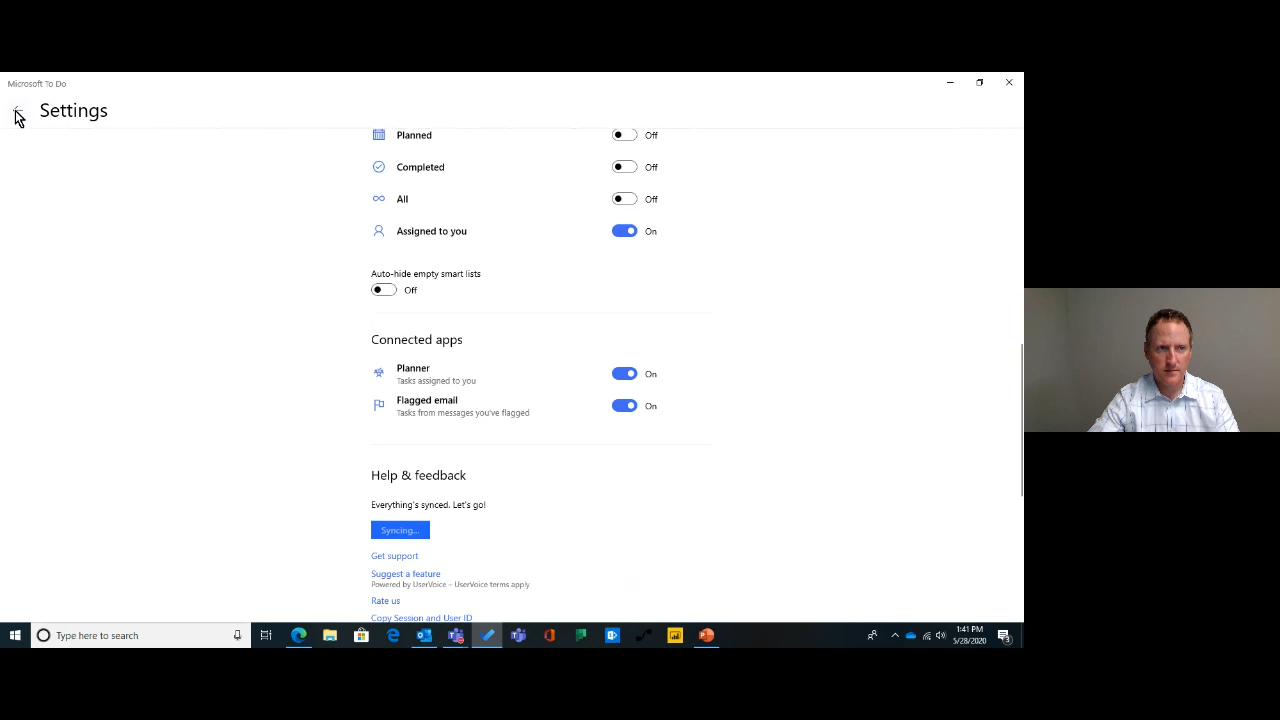 Microsoft To Do
Settings
Planned Off
Completed Off
All Off
Assigned to you On
Auto-hide empty smart lists
Off
Connected apps
Planner
Tasks assigned to you
On
Flagged email
Tasks from messages you've flagged
On
Help & feedback
Everything's synced. Let's go!
Syncing...
Get support
Suggest a feature
Powered by UserVoice – UserVoice terms apply
Rate us
Copy Session and User ID
Type here to search
1:41 PM
5/28/2020
3